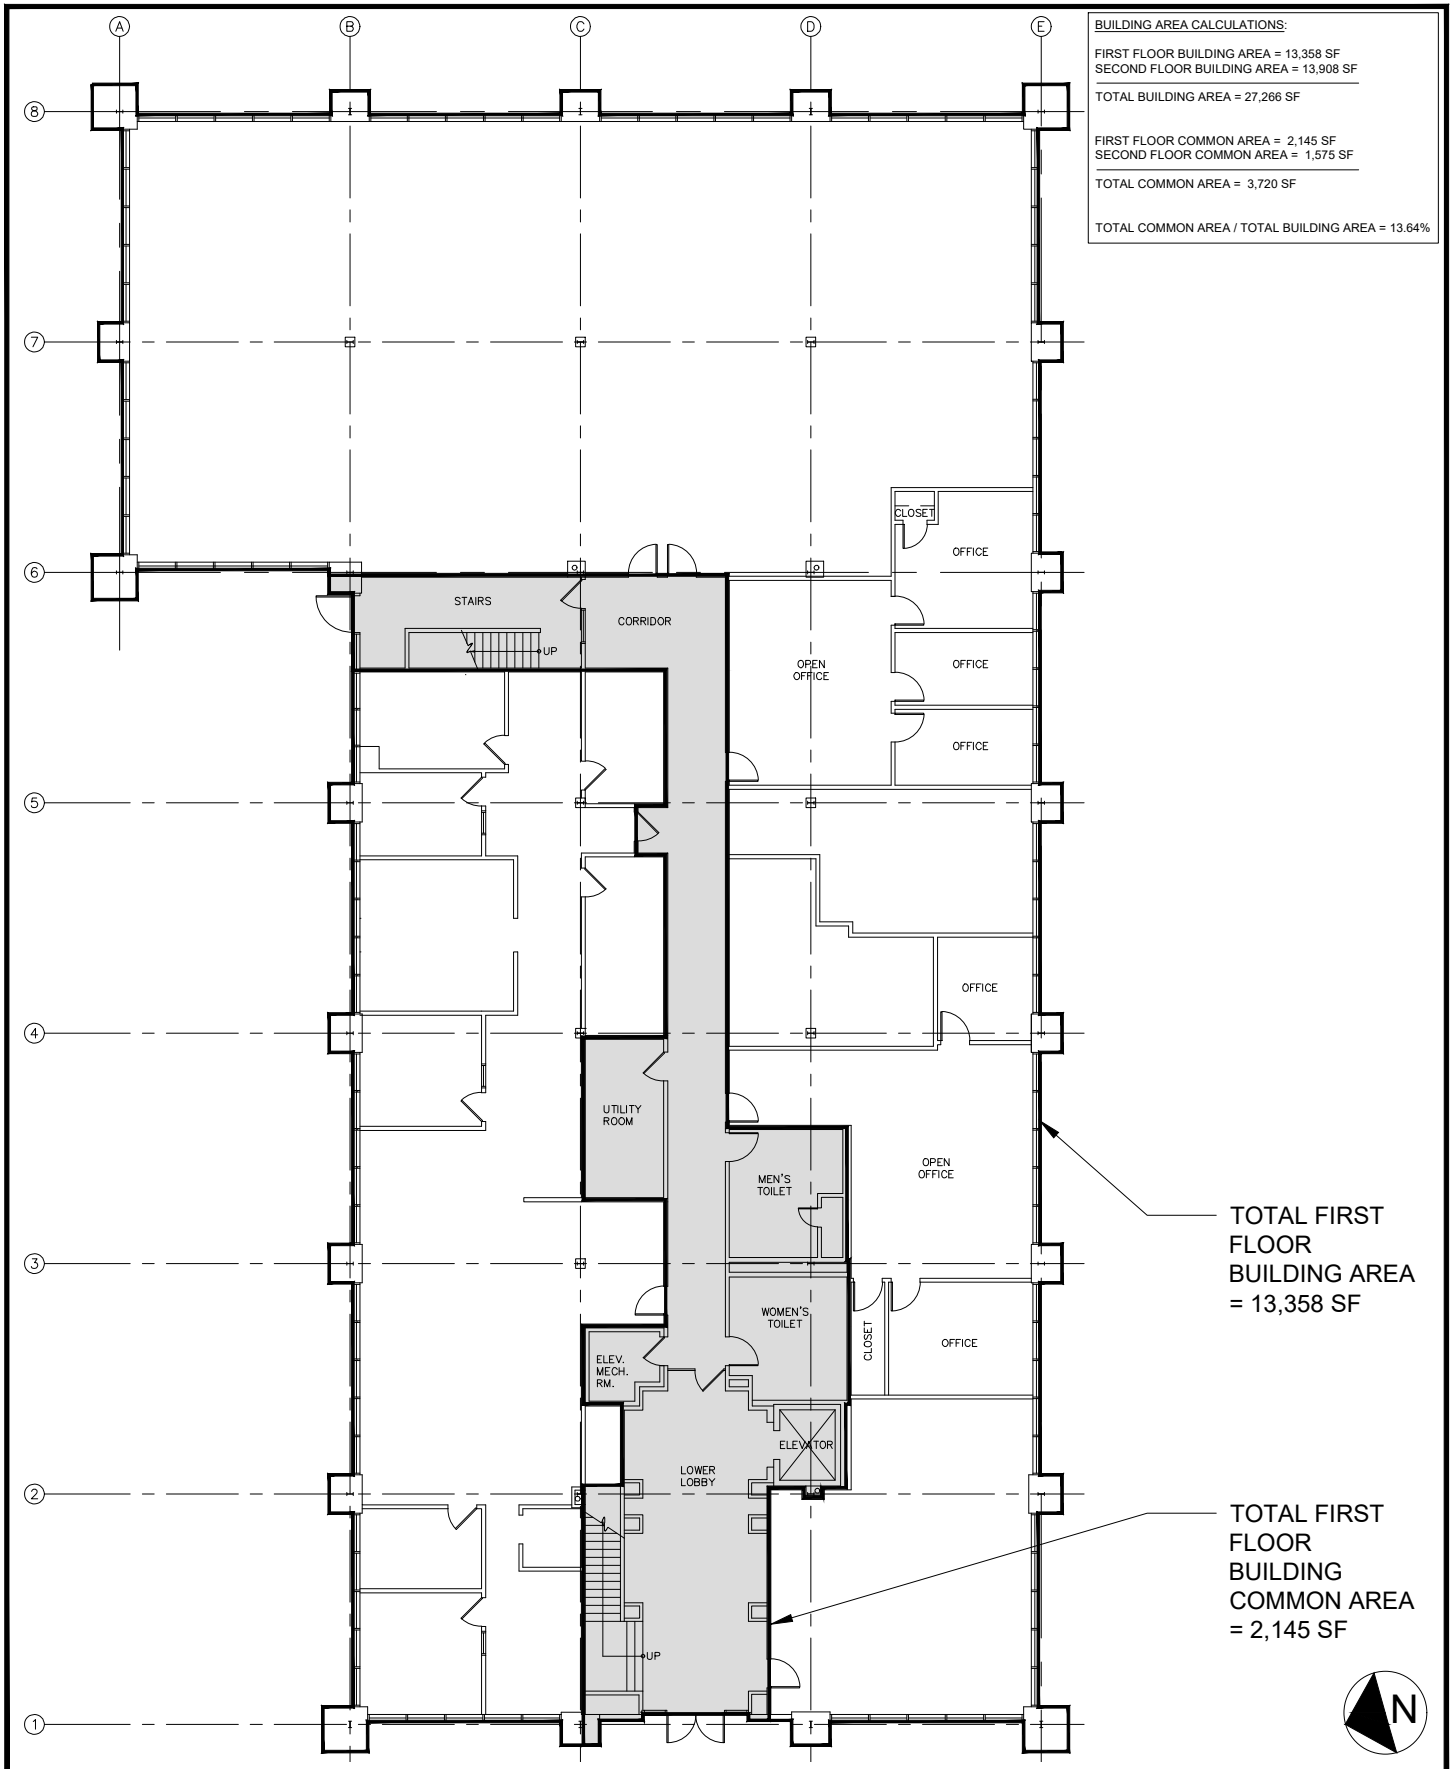 A
B
C
D
E
BUILDING AREA CALCULATIONS:
FIRST FLOOR BUILDING AREA = 13,358 SF
SECOND FLOOR BUILDING AREA = 13,908 SF
TOTAL BUILDING AREA = 27,266 SF
FIRST FLOOR COMMON AREA = 2,145 SF
SECOND FLOOR COMMON AREA = 1,575 SF
TOTAL COMMON AREA = 3,720 SF
TOTAL COMMON AREA / TOTAL BUILDING AREA = 13.64%
8
7
CLOSET
OFFICE
6
STAIRS
CORRIDOR
UP
OPEN
OFFICE
OFFICE
OFFICE
5
OFFICE
4
UTILITY
ROOM
OPEN
OFFICE
MEN'S
TOILET
TOTAL FIRST
FLOOR
BUILDING AREA
= 13,358 SF
3
WOMEN'S
TOILET
CLOSET
OFFICE
ELEV.
MECH.
RM.
ELEVATOR
LOWER
LOBBY
2
TOTAL FIRST
FLOOR
BUILDING
COMMON AREA
= 2,145 SF
UP
1
N